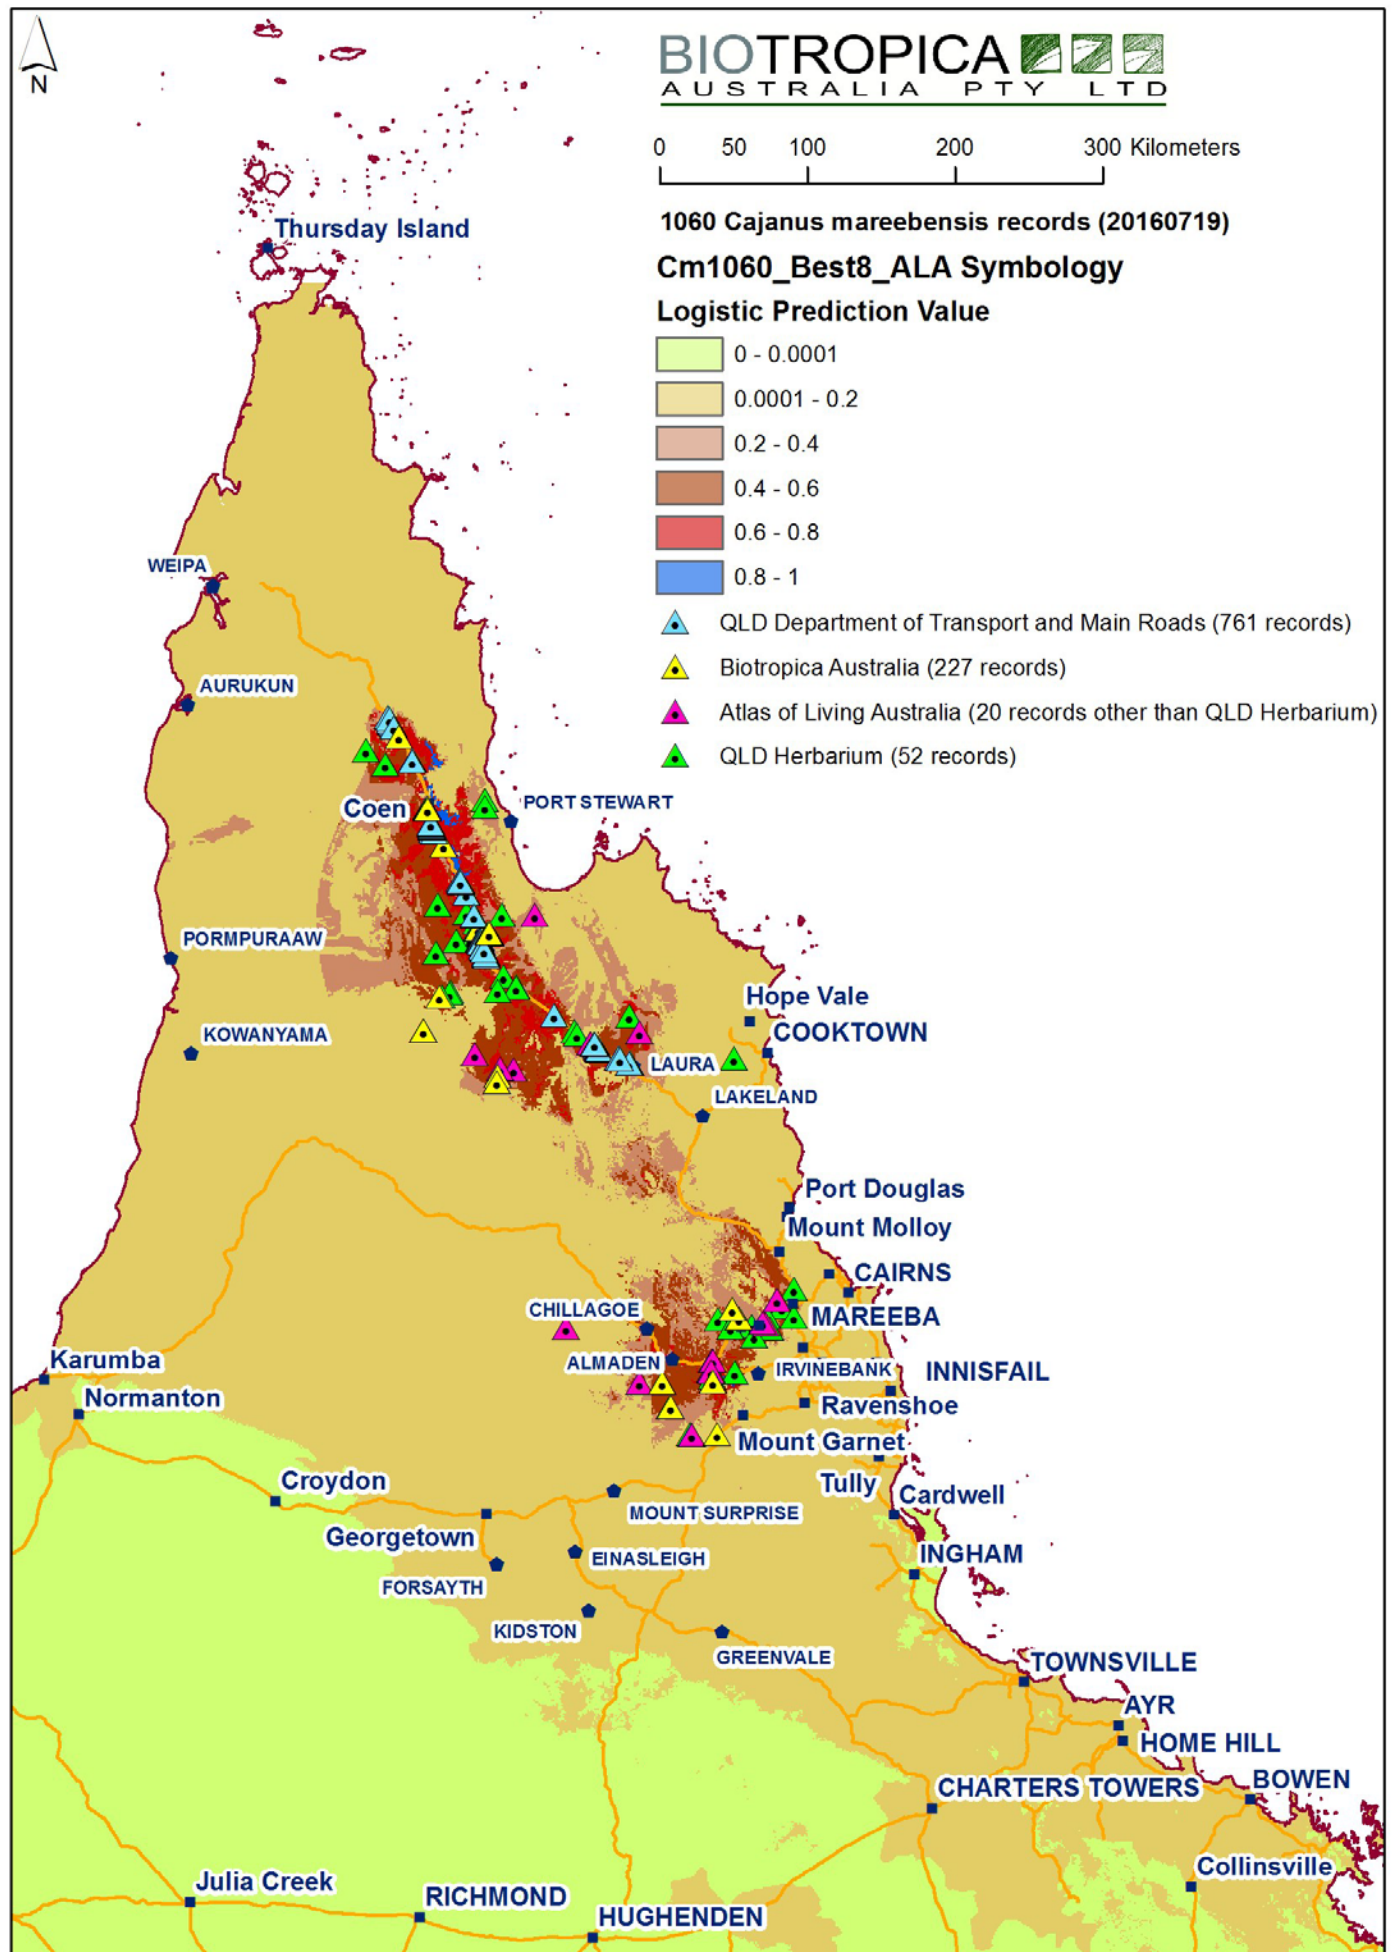 N
BIOTROPICA
AUSTRALIA PTY LTD
0 50 100 200 300 Kilometers
1060 Cajanus mareebensis records (20160719)
Cm1060_Best8_ALA Symbology
Logistic Prediction Value
0 - 0.0001
0.0001 - 0.2
0.2 - 0.4
0.4 - 0.6
0.6 - 0.8
0.8 - 1
QLD Department of Transport and Main Roads (761 records)
Biotropica Australia (227 records)
Atlas of Living Australia (20 records other than QLD Herbarium)
QLD Herbarium (52 records)
Thursday Island
WEIPA
AURUKUN
Coen
PORT STEWART
PORMPURAAW
Hope Vale
KOWANYAMA
COOKTOWN
LAURA
LAKELAND
Port Douglas
Mount Molloy
CAIRNS
CHILLAGOE
MAREEBA
Karumba
ALMADEN
IRVINEBANK
INNISFAIL
Normanton
Ravenshoe
Mount Garnet
Croydon
Tully
Cardwell
MOUNT SURPRISE
Georgetown
INGHAM
EINASLEIGH
FORSAYTH
KIDSTON
GREENVALE
TOWNSVILLE
AYR
HOME HILL
CHARTERS TOWERS
BOWEN
Collinsville
Julia Creek
RICHMOND
HUGHENDEN